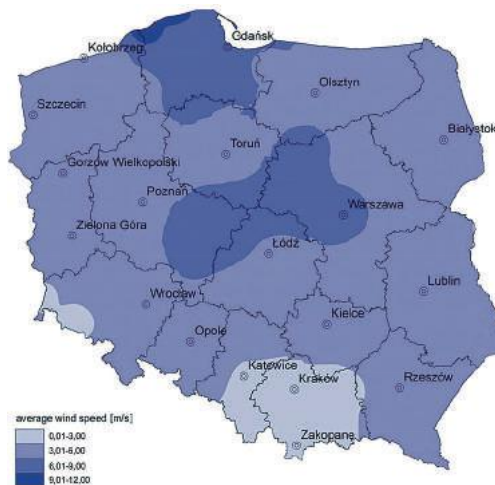 Gdańsk
Kołobrzeg
Olsztyn
Szczecin
Białystok
Toruń
Gorzów Wielkopolski
Poznań
Warszawa
Zielona Góra
Łódź
Lublin
Wrocław
Kielce
Opole
Katowice
Kraków
Rzeszów
Zakopane
average wind speed [m/s]
0,01-3,00
3,01-6,00
6,01-9,00
9,01-12,00